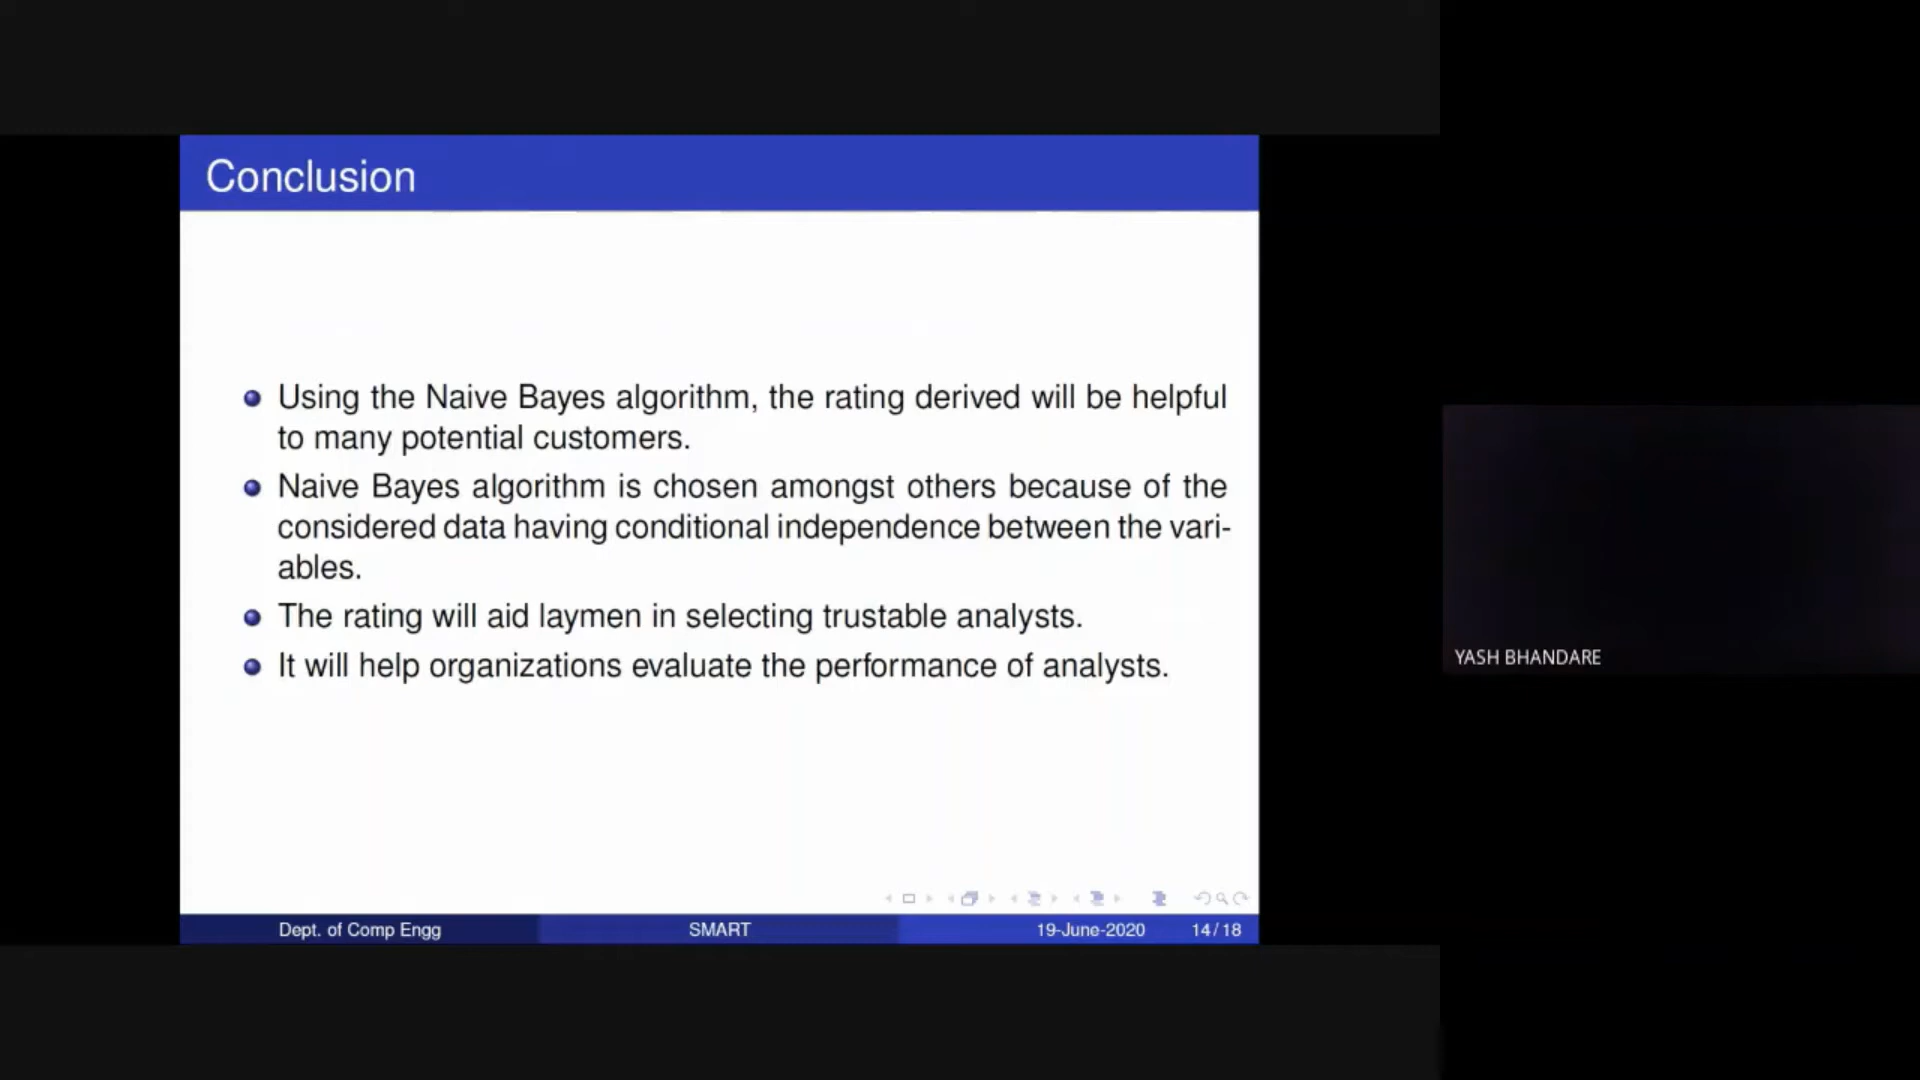 Conclusion
Using the Naive Bayes algorithm, the rating derived will be helpful
to many potential customers.
Naive Bayes algorithm is chosen amongst others because of the
considered data having conditional independence between the vari-
ables.
The rating will aid laymen in selecting trustable analysts.
It will help organizations evaluate the performance of analysts.
YASH BHANDARE
Dept. of Comp Engg SMART 19-June-2020 14/18